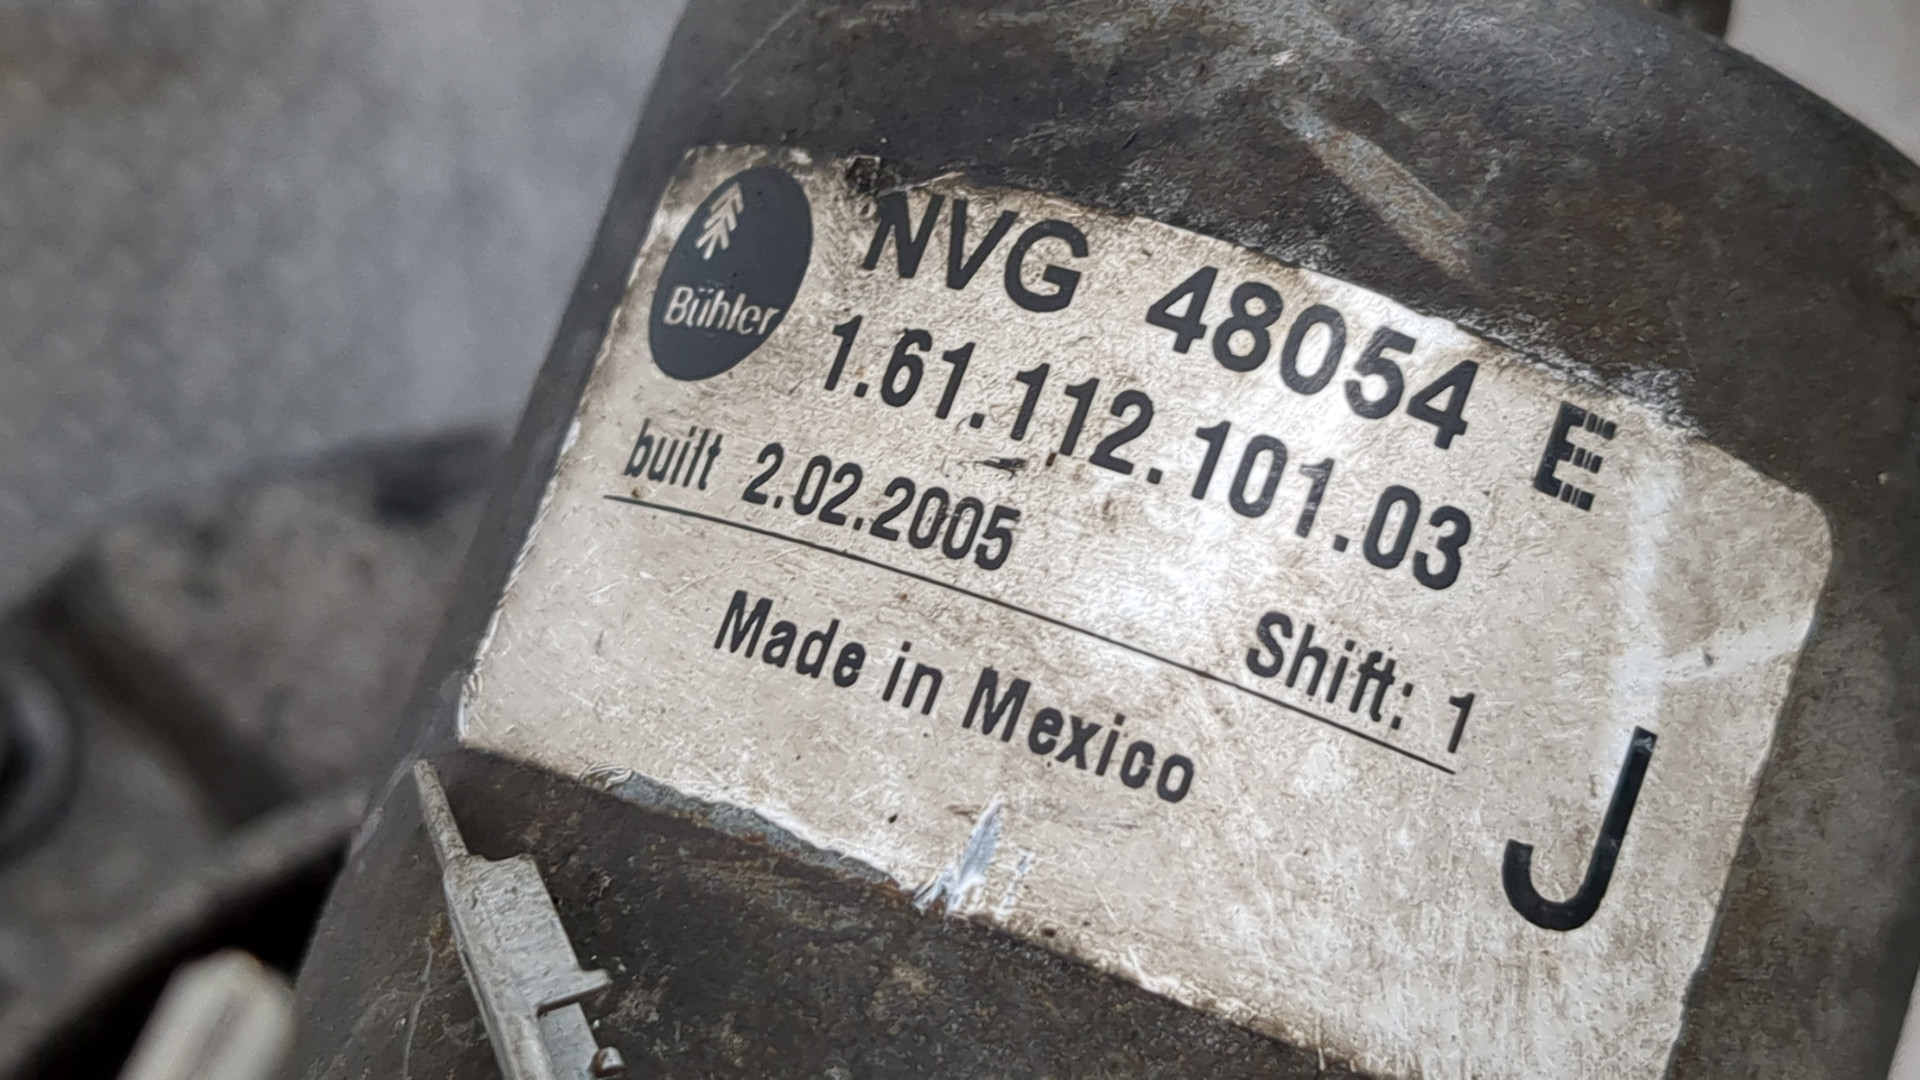 Bühler
NVG 48054 E
1.61.112.101.03
built 2.02.2005
Shift: 1
Made in Mexico
J